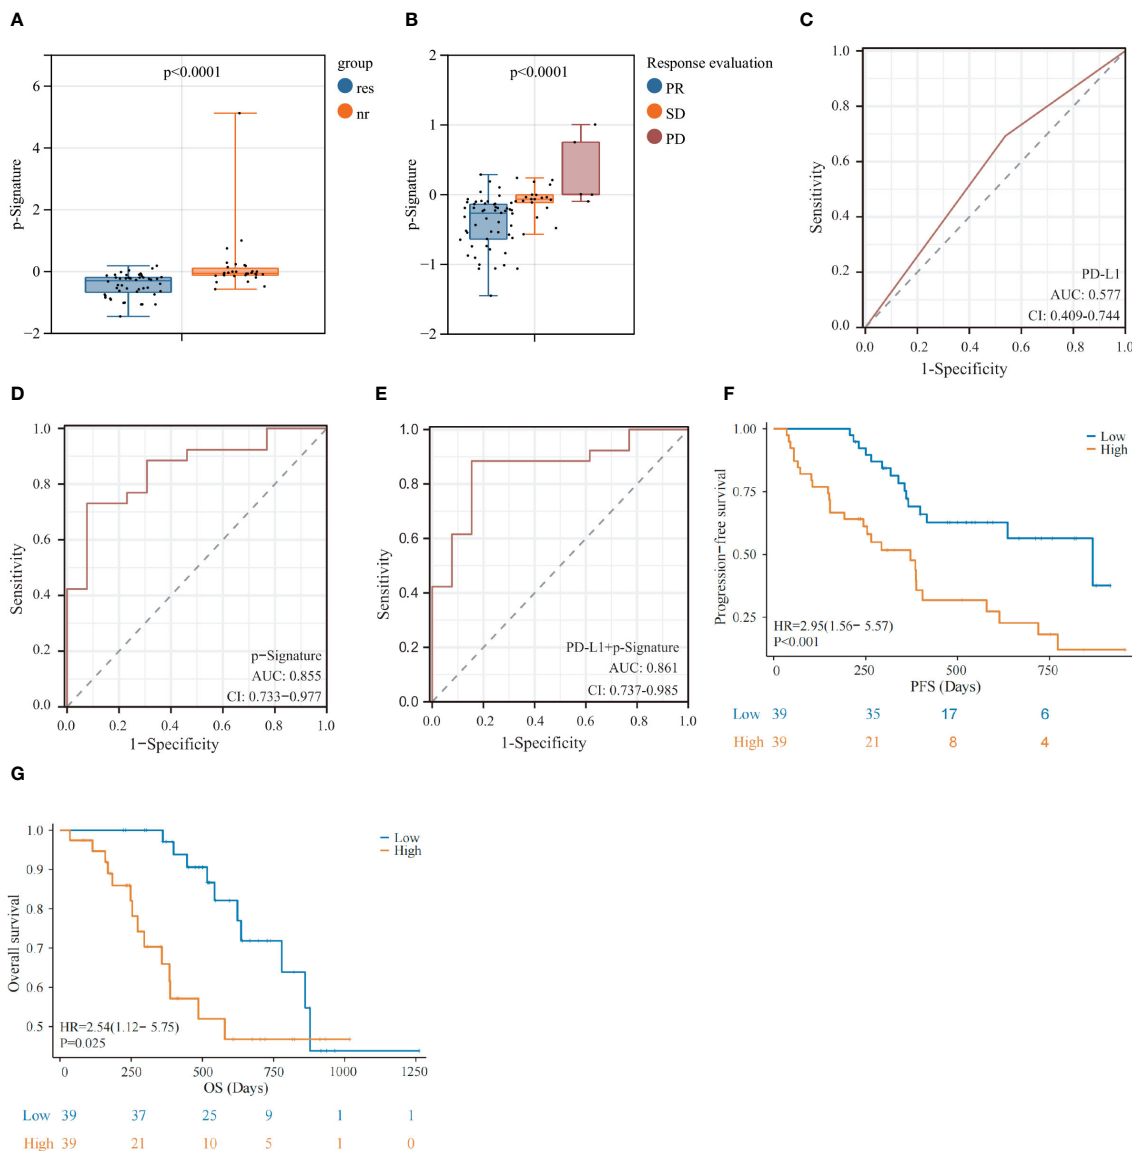 A
p-Signature
6
4
2
0
−2
p<0.0001
group
res
nr
B
p-Signature
2
1
0
−1
−2
p<0.0001
Response evaluation
PR
SD
PD
C
Sensitivity
1.0
0.8
0.6
0.4
0.2
0.0
PD-L1
AUC: 0.577
CI: 0.409-0.744
0.0 0.2 0.4 0.6 0.8 1.0
1-Specificity
D
Sensitivity
1.0
0.8
0.6
0.4
0.2
0.0
p−Signature
AUC: 0.855
CI: 0.733−0.977
0.0 0.2 0.4 0.6 0.8 1.0
1−Specificity
E
Sensitivity
1.0
0.8
0.6
0.4
0.2
0.0
PD-L1+p-Signature
AUC: 0.861
CI: 0.737-0.985
0.0 0.2 0.4 0.6 0.8 1.0
1-Specificity
F
Progression−free survival
1.00
0.75
0.50
0.25
Low
High
HR=2.95(1.56− 5.57)
P<0.001
0 250 500 750
PFS (Days)
Low 39 35 17 6
High 39 21 8 4
G
Overall survival
1.0
0.9
0.8
0.7
0.6
0.5
Low
High
HR=2.54(1.12− 5.75)
P=0.025
0 250 500 750 1000 1250
OS (Days)
Low 39 37 25 9 1 1
High 39 21 10 5 1 0